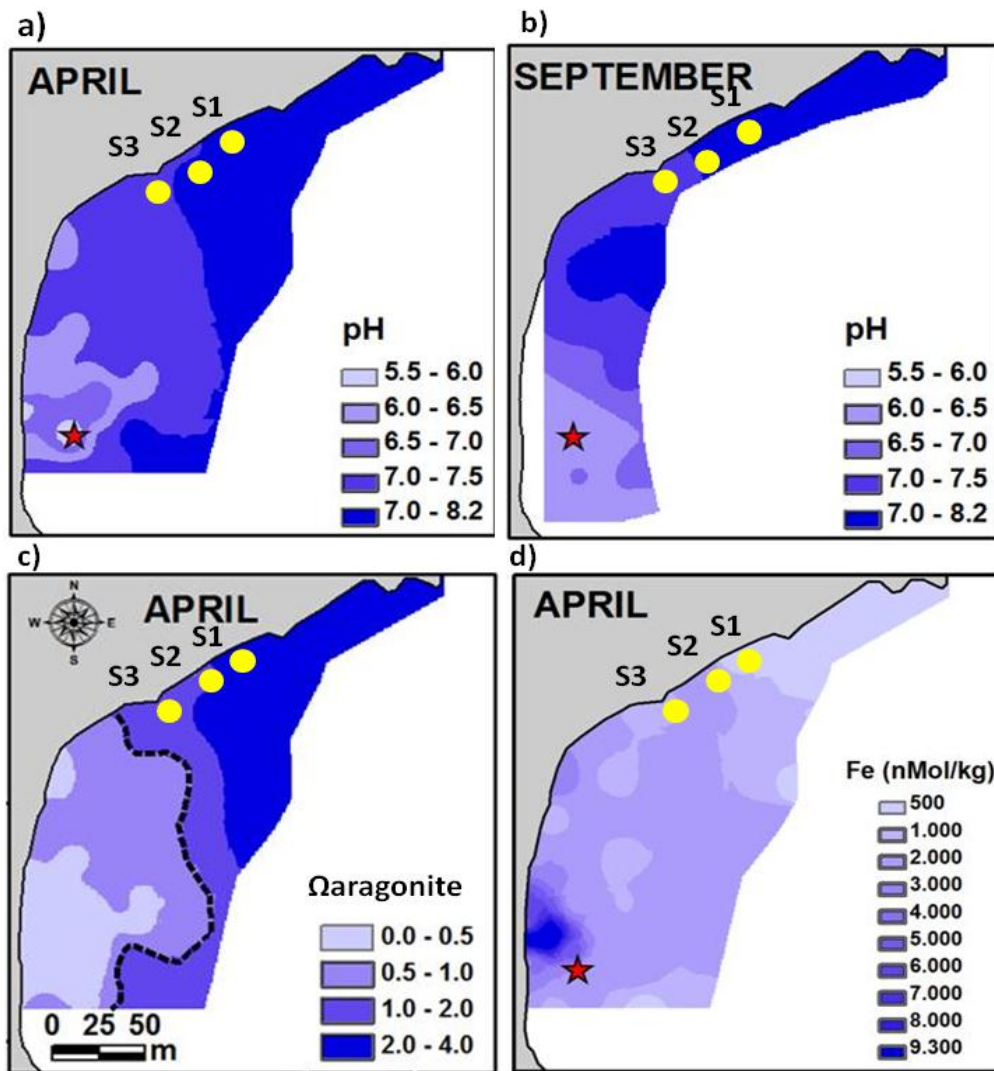 a)
APRIL
S1
S2
S3
pH
5.5 - 6.0
6.0 - 6.5
6.5 - 7.0
7.0 - 7.5
7.0 - 8.2
b)
SEPTEMBER
S1
S2
S3
pH
5.5 - 6.0
6.0 - 6.5
6.5 - 7.0
7.0 - 7.5
7.0 - 8.2
c)
N
W E
S
APRIL
S1
S2
S3
Ωaragonite
0.0 - 0.5
0.5 - 1.0
1.0 - 2.0
2.0 - 4.0
0 25 50
m
d)
APRIL
S1
S2
S3
Fe (nMol/kg)
500
1.000
2.000
3.000
4.000
5.000
6.000
7.000
8.000
9.300